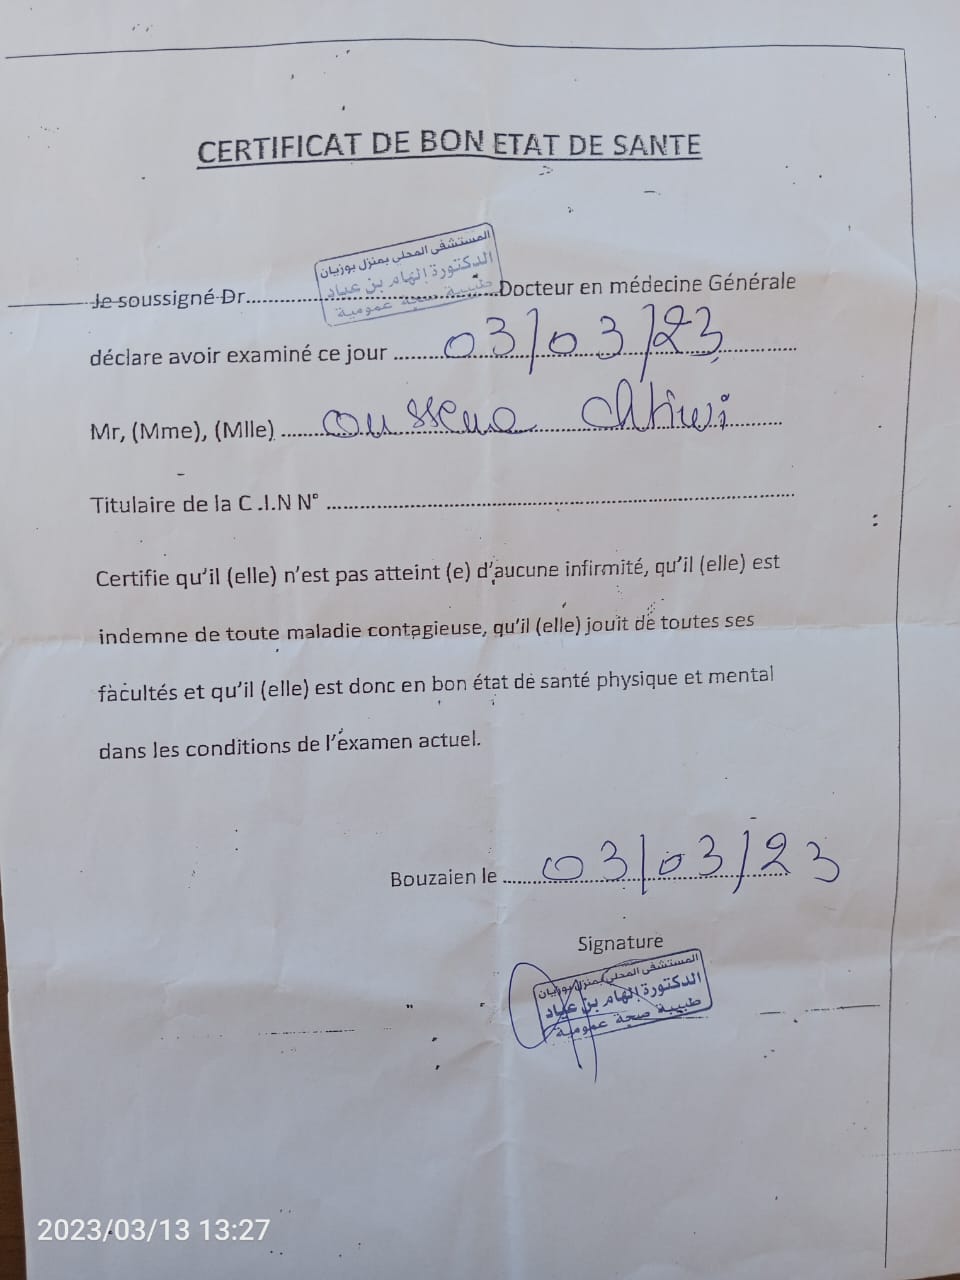 CERTIFICAT DE BON ETAT DE SANTE
المستشفى المحلي بمنزل بوزيان
الدكتورة إلهام بن عياد
طبيبة صحة عمومية
Je soussigné Dr..............................Docteur en médecine Générale
déclare avoir examiné ce jour ........03/03/23............
Mr, (Mme), (Mlle) ......oussema ..........
Titulaire de la C .I.N N° ......................................................
Certifie qu'il (elle) n'est pas atteint (e) d'aucune infirmité, qu'il (elle) est
indemne de toute maladie contagieuse, qu'il (elle) jouit de toutes ses
facultés et qu'il (elle) est donc en bon état de santé physique et mental
dans les conditions de l'examen actuel.
Bouzaien le ......03/03/23
Signature
المستشفى المحلي بمنزل بوزيان
الدكتورة إلهام بن عياد
طبيبة صحة عمومية
2023/03/13 13:27